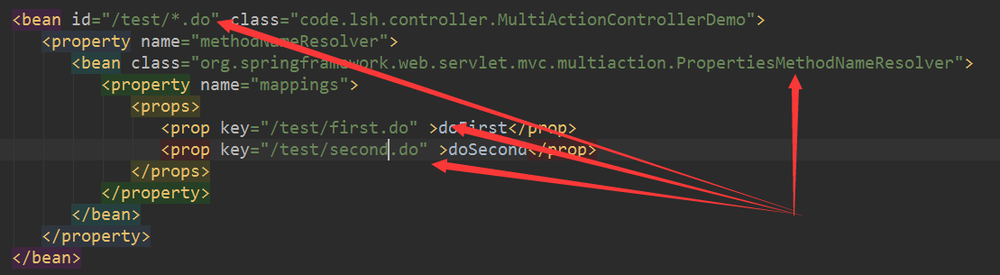 <bean id="/test/*.do" class="code.lsh.controller.MultiActionControllerDemo">
<property name="methodNameResolver">
<bean class="org.springframework.web.servlet.mvc.multiaction.PropertiesMethodNameResolver">
<property name="mappings">
<props>
<prop key="/test/first.do" >doFirst</prop>
<prop key="/test/second.do" >doSecond</prop>
</props>
</property>
</bean>
</property>
</bean>